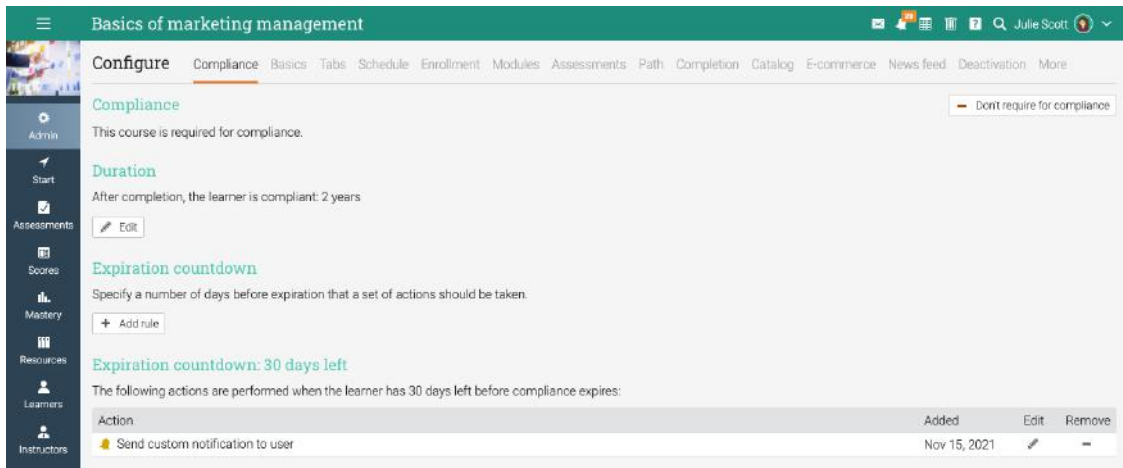 Basics of marketing management
Julie Scott
Configure Compliance Basics Tabs Schedule Enrollment Modules Assessments Path Completion Catalog E-commerce News feed Deactivation More
Admin
Start
Assessments
Scores
Mastery
Resources
Learners
Instructors
Compliance
Don't require for compliance
This course is required for compliance.
Duration
After completion, the learner is compliant: 2 years
Edit
Expiration countdown
Specify a number of days before expiration that a set of actions should be taken.
+ Add rule
Expiration countdown: 30 days left
The following actions are performed when the learner has 30 days left before compliance expires:
Action Added Edit Remove
Send custom notification to user Nov 15, 2021